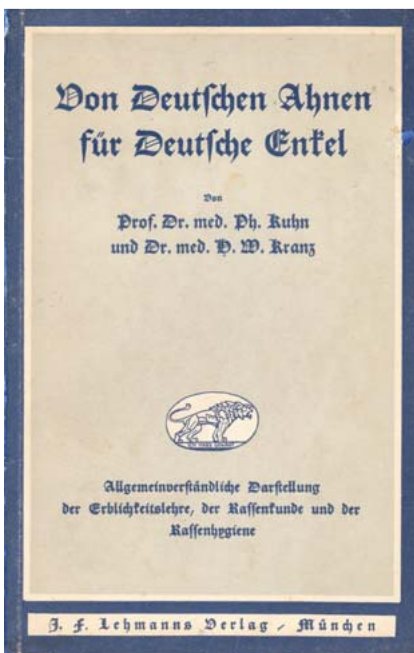 Von Deutschen Ahnen
für Deutsche Enkel
Von
Prof. Dr. med. Ph. Kuhn
und Dr. med. H. W. Kranz
Allgemeinverständliche Darstellung
der Erblichkeitslehre, der Rassenkunde und der
Rassenhygiene
J. F. Lehmanns Verlag / München